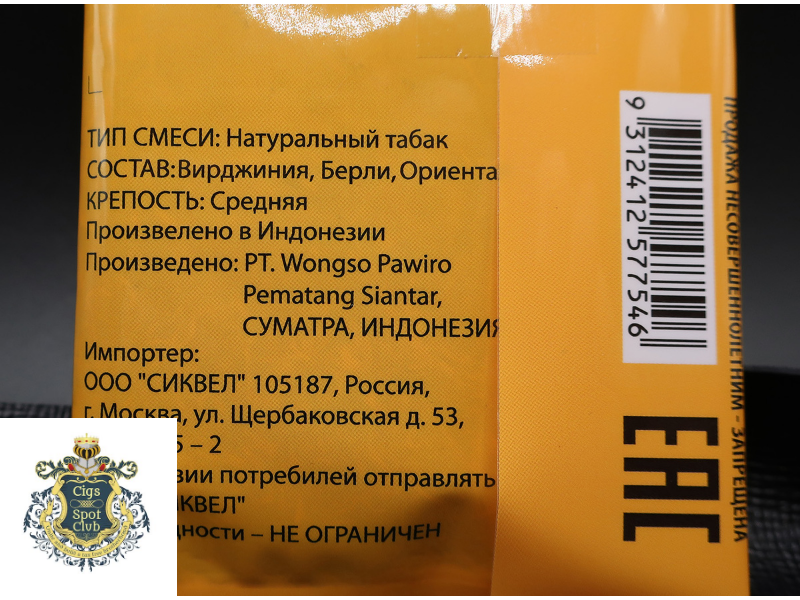 ТИП СМЕСИ: Натуральный табак
СОСТАВ:Вирджиния, Берли, Ориента
КРЕПОСТЬ: Средняя
Произвелено в Индонезии
Произведено: PT. Wongso Pawiro
Pematang Siantar,
СУМАТРА, ИНДОНЕЗИЯ
Импортер:
ООО "СИКВЕЛ" 105187, Россия,
г. Москва, ул. Щербаковская д. 53,
5 – 2
зии потребилей отправлять
СИКВЕЛ"
ности – НЕ ОГРАНИЧЕН
9 312412 577546
ПРОДАЖА НЕСОВЕРШЕННОЛЕТНИМ - ЗАПРЕЩЕНА
EAC
Cigs
Spot
Club